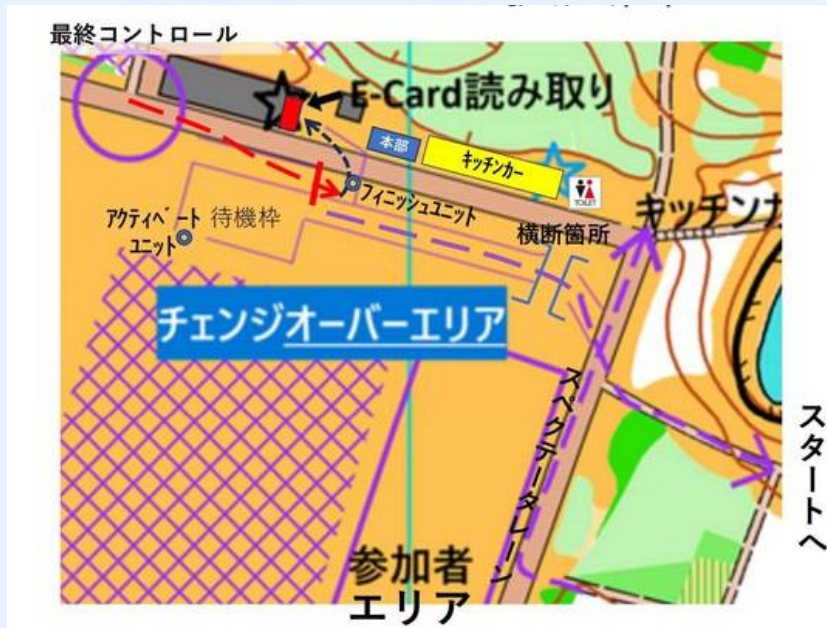 最終コントロール
E-Card読み取り
本部
キッチンカー
TOILET
フィニッシュユニット
キッチンカ
アクティベート
ユニット
待機枠
横断箇所
チェンジオーバーエリア
スペクテータレーン
スタートへ
参加者
エリア